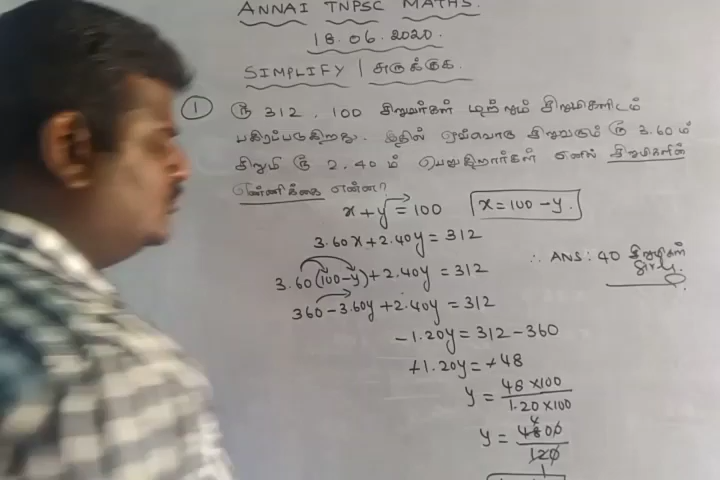 ANNAI TNPSC MATHS.
18.06.2020.
SIMPLIFY | சுருக்குக.
① ரூ 312, 100 சிறுவர்கள் மற்றும் சிறுமிகளிடம்
பகிரப்படுகிறது. இதில் ஒவ்வொரு சிறுவனும் ரூ 3.60 ம்
சிறுமி ரூ 2.40 ம் பெறுகிறார்கள் எனில் சிறுமிகளின்
எண்ணிக்கை என்ன?
x+y = 100 x=100-y.
3.60x+2.40y = 312
3.60(100-y)+2.40y = 312
∴ ANS: 40 சிறுமிகள்
360-3.60y+2.40y = 312
-1.20y = 312-360
+1.20y = +48
y = 48×100/1.20×100
y = 4800/120